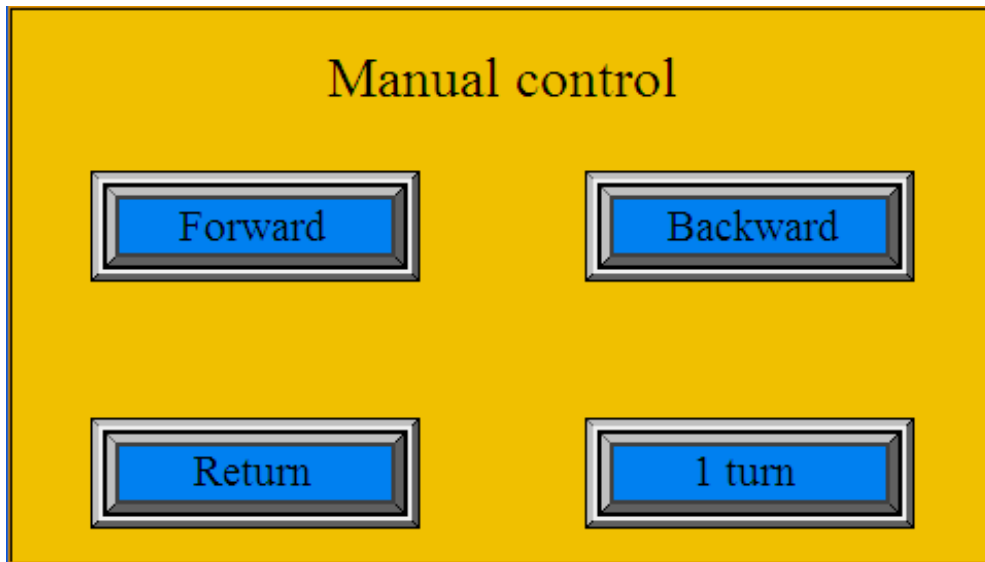 Manual control
Forward
Backward
Return
1 turn